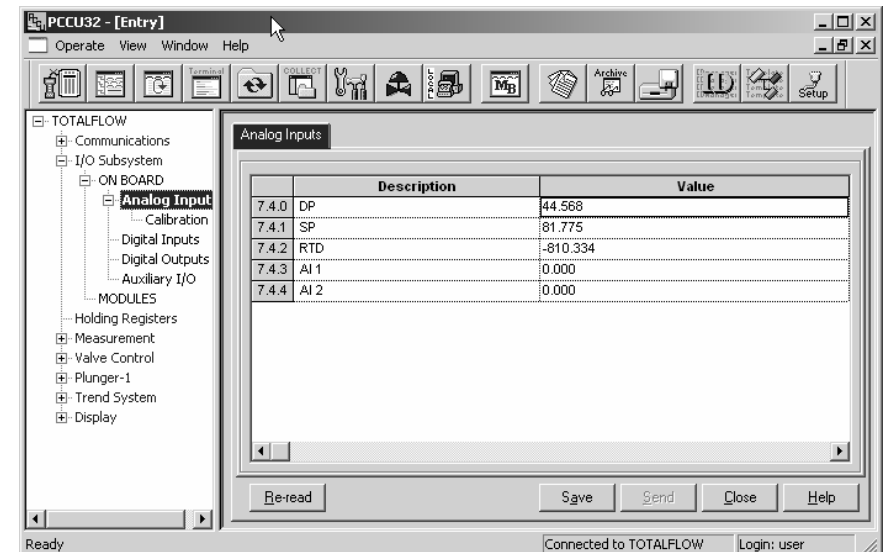 PCCU32 - [Entry]
Operate View Window Help
Terminal
COLLECT
LOCAL
MB
Archive
Setup
TOTALFLOW
Communications
I/O Subsystem
ON BOARD
Analog Input
Calibration
Digital Inputs
Digital Outputs
Auxiliary I/O
MODULES
Holding Registers
Measurement
Valve Control
Plunger-1
Trend System
Display
Analog Inputs
Description Value
7.4.0 DP 44.568
7.4.1 SP 81.775
7.4.2 RTD -810.334
7.4.3 AI 1 0.000
7.4.4 AI 2 0.000
Re-read Save Send Close Help
Ready Connected to TOTALFLOW Login: user